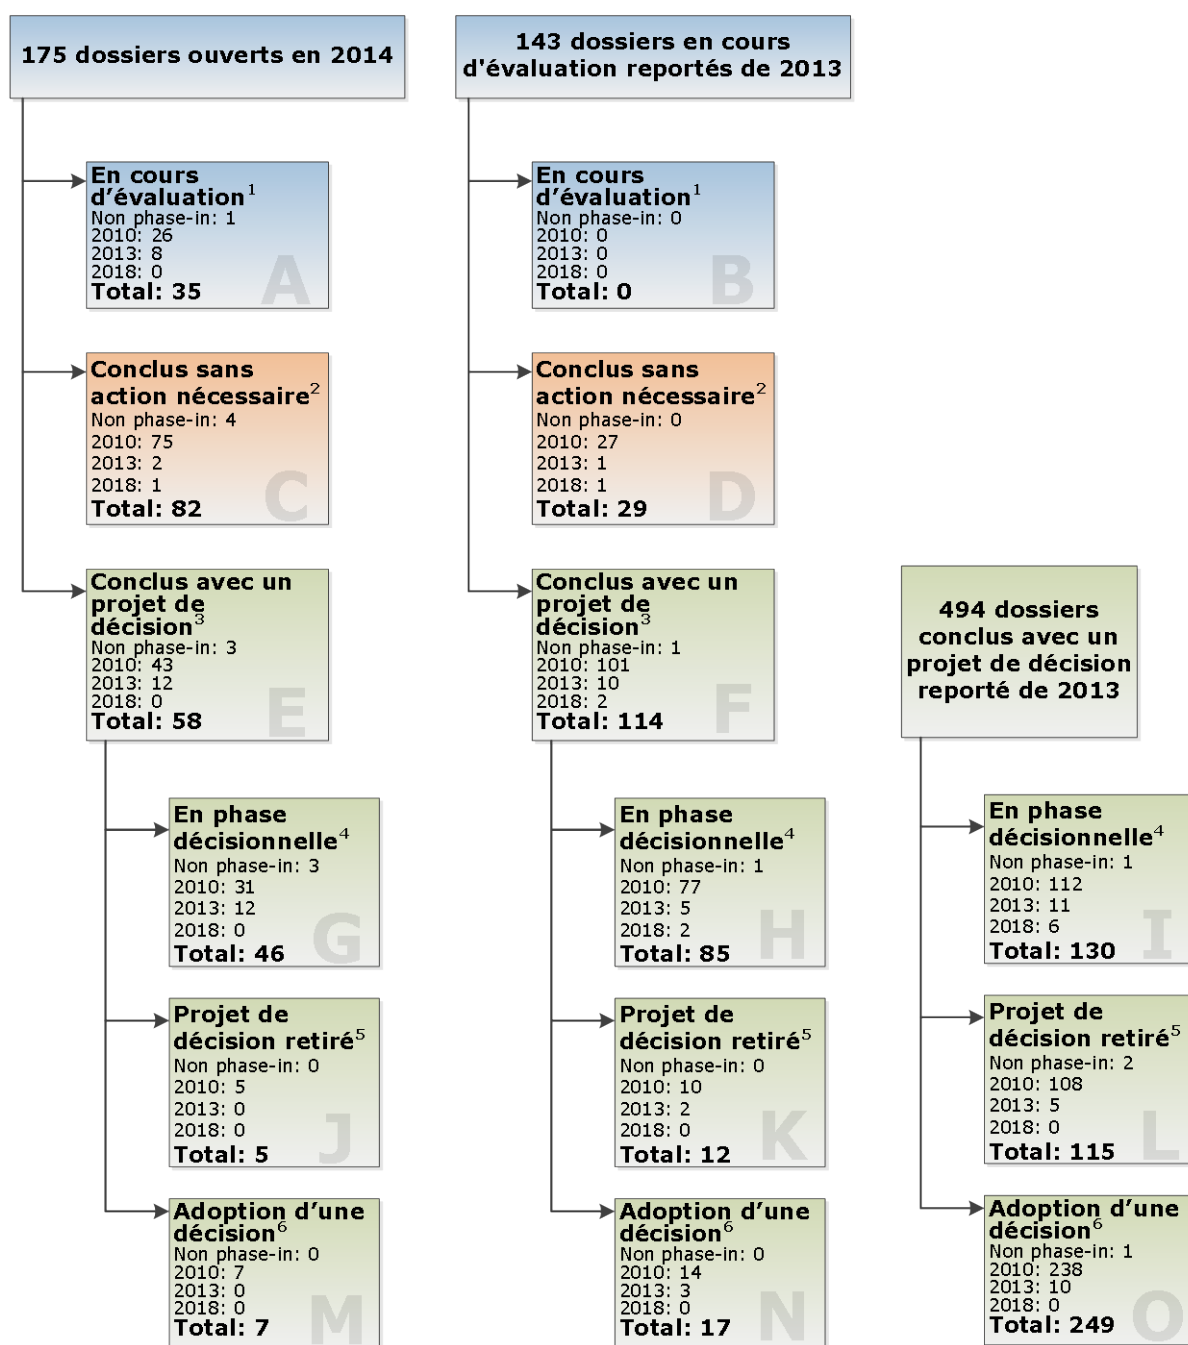 175 dossiers ouverts en 2014
143 dossiers en cours
d'évaluation reportés de 2013
En cours
d'évaluation1
Non phase-in: 1
2010: 26
2013: 8
2018: 0
Total: 35
A
En cours
d'évaluation1
Non phase-in: 0
2010: 0
2013: 0
2018: 0
Total: 0
B
Conclus sans
action nécessaire2
Non phase-in: 4
2010: 75
2013: 2
2018: 1
Total: 82
C
Conclus sans
action nécessaire2
Non phase-in: 0
2010: 27
2013: 1
2018: 1
Total: 29
D
Conclus avec un
projet de
décision3
Non phase-in: 3
2010: 43
2013: 12
2018: 0
Total: 58
E
Conclus avec un
projet de
décision3
Non phase-in: 1
2010: 101
2013: 10
2018: 2
Total: 114
F
494 dossiers
conclus avec un
projet de décision
reporté de 2013
En phase
décisionnelle4
Non phase-in: 3
2010: 31
2013: 12
2018: 0
Total: 46
G
En phase
décisionnelle4
Non phase-in: 1
2010: 77
2013: 5
2018: 2
Total: 85
H
En phase
décisionnelle4
Non phase-in: 1
2010: 112
2013: 11
2018: 6
Total: 130
I
Projet de
décision retiré5
Non phase-in: 0
2010: 5
2013: 0
2018: 0
Total: 5
J
Projet de
décision retiré5
Non phase-in: 0
2010: 10
2013: 2
2018: 0
Total: 12
K
Projet de
décision retiré5
Non phase-in: 2
2010: 108
2013: 5
2018: 0
Total: 115
L
Adoption d'une
décision6
Non phase-in: 0
2010: 7
2013: 0
2018: 0
Total: 7
M
Adoption d'une
décision6
Non phase-in: 0
2010: 14
2013: 3
2018: 0
Total: 17
N
Adoption d'une
décision6
Non phase-in: 1
2010: 238
2013: 10
2018: 0
Total: 249
O